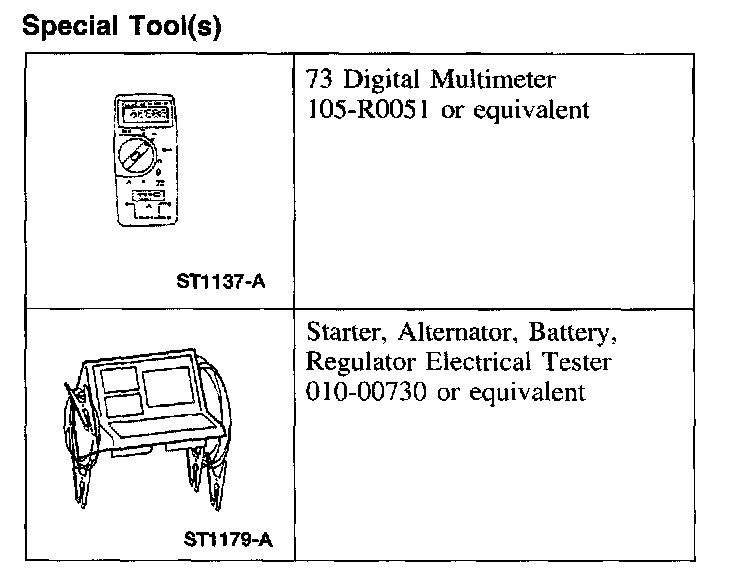 Special Tool(s)
73 Digital Multimeter
105-R0051 or equivalent
ST1137-A
Starter, Alternator, Battery,
Regulator Electrical Tester
010-00730 or equivalent
ST1179-A